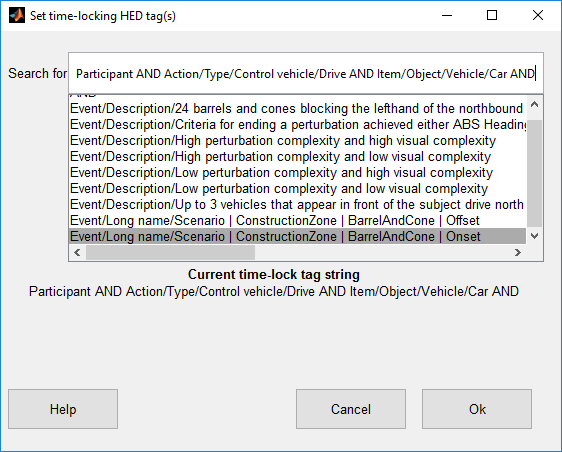 Set time-locking HED tag(s)
Search for Participant AND Action/Type/Control vehicle/Drive AND Item/Object/Vehicle/Car AND
AND
Event/Description/24 barrels and cones blocking the lefthand of the northbound
Event/Description/Criteria for ending a perturbation achieved either ABS Heading
Event/Description/High perturbation complexity and high visual complexity
Event/Description/High perturbation complexity and low visual complexity
Event/Description/Low perturbation complexity and high visual complexity
Event/Description/Low perturbation complexity and low visual complexity
Event/Description/Up to 3 vehicles that appear in front of the subject drive north
Event/Long name/Scenario | ConstructionZone | BarrelAndCone | Offset
Event/Long name/Scenario | ConstructionZone | BarrelAndCone | Onset
Current time-lock tag string
Participant AND Action/Type/Control vehicle/Drive AND Item/Object/Vehicle/Car AND
Help Cancel Ok